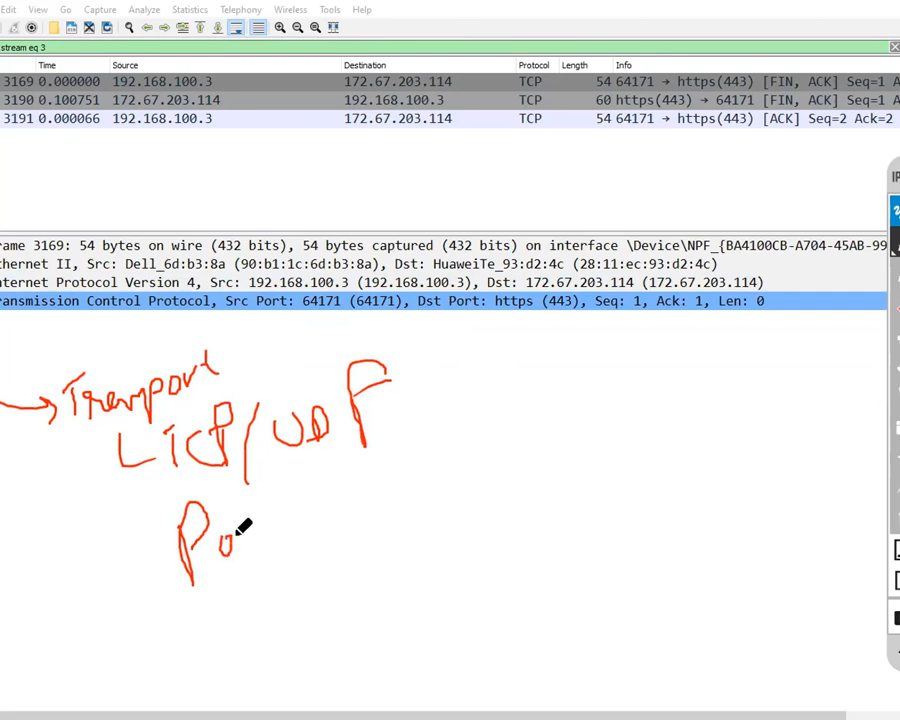 Edit View Go Capture Analyze Statistics Telephony Wireless Tools Help
stream eq 3
Time Source Destination Protocol Length Info
3169 0.000000 192.168.100.3 172.67.203.114 TCP 54 64171 → https(443) [FIN, ACK] Seq=1 A
3190 0.100751 172.67.203.114 192.168.100.3 TCP 60 https(443) → 64171 [FIN, ACK] Seq=1 A
3191 0.000066 192.168.100.3 172.67.203.114 TCP 54 64171 → https(443) [ACK] Seq=2 Ack=2
IP
rame 3169: 54 bytes on wire (432 bits), 54 bytes captured (432 bits) on interface \Device\NPF_{BA4100CB-A704-45AB-99
thernet II, Src: Dell_6d:b3:8a (90:b1:1c:6d:b3:8a), Dst: HuaweiTe_93:d2:4c (28:11:ec:93:d2:4c)
nternet Protocol Version 4, Src: 192.168.100.3 (192.168.100.3), Dst: 172.67.203.114 (172.67.203.114)
ransmission Control Protocol, Src Port: 64171 (64171), Dst Port: https (443), Seq: 1, Ack: 1, Len: 0
Transport
TCP/UDP
Po